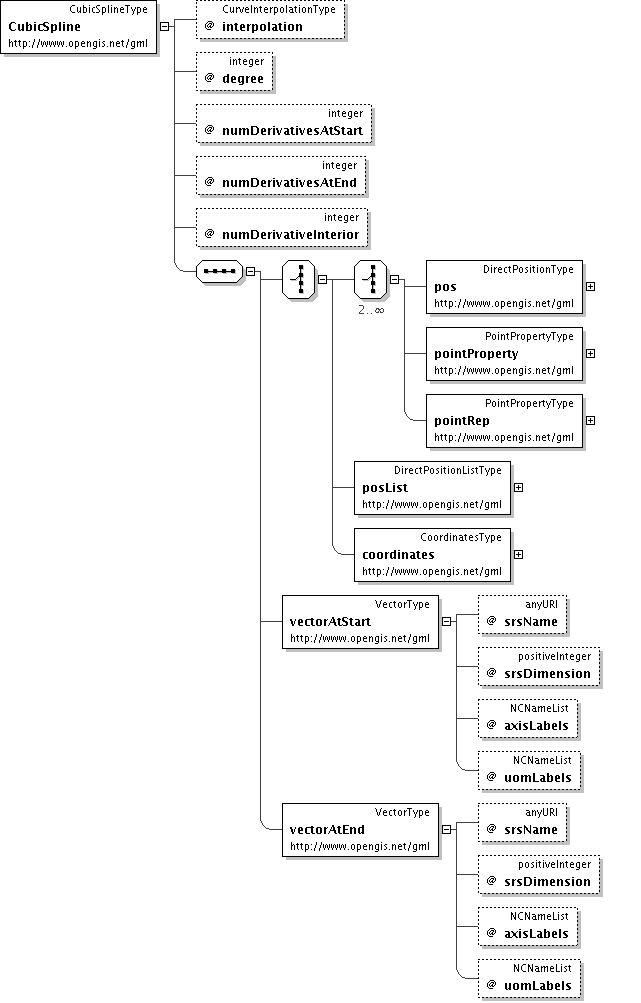 CubicSplineType
CubicSpline
http://www.opengis.net/gml
CurveInterpolationType
@ interpolation
integer
@ degree
integer
@ numDerivativesAtStart
integer
@ numDerivativesAtEnd
integer
@ numDerivativeInterior
2..∞
DirectPositionType
pos
http://www.opengis.net/gml
PointPropertyType
pointProperty
http://www.opengis.net/gml
PointPropertyType
pointRep
http://www.opengis.net/gml
DirectPositionListType
posList
http://www.opengis.net/gml
CoordinatesType
coordinates
http://www.opengis.net/gml
VectorType
vectorAtStart
http://www.opengis.net/gml
anyURI
@ srsName
positiveInteger
@ srsDimension
NCNameList
@ axisLabels
NCNameList
@ uomLabels
VectorType
vectorAtEnd
http://www.opengis.net/gml
anyURI
@ srsName
positiveInteger
@ srsDimension
NCNameList
@ axisLabels
NCNameList
@ uomLabels